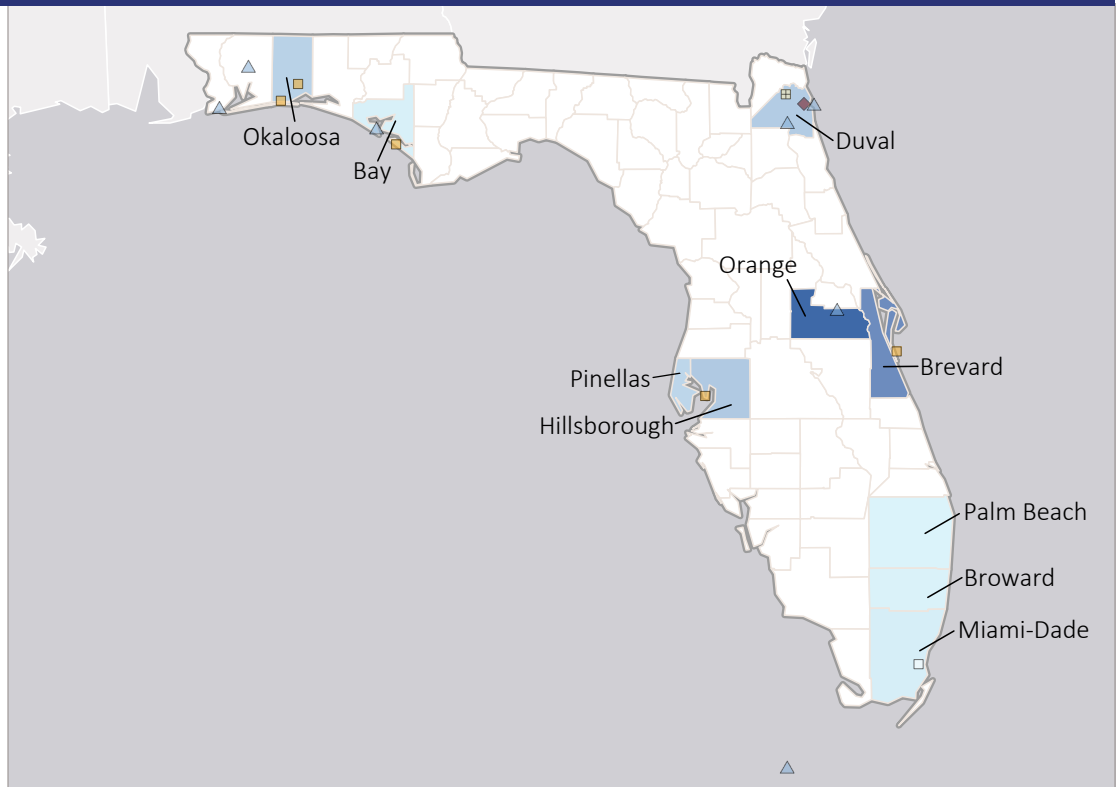 Okaloosa
Bay
Duval
Orange
Brevard
Pinellas
Hillsborough
Palm Beach
Broward
Miami-Dade